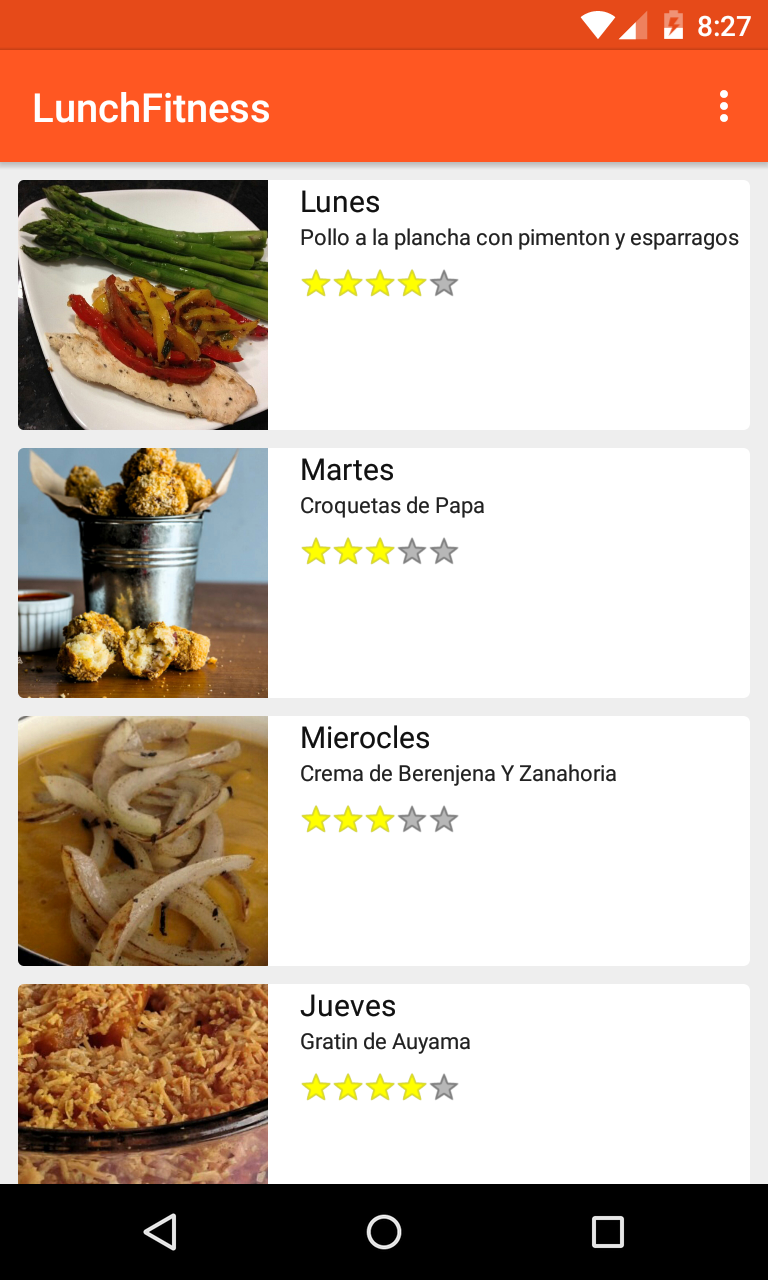 8:27
LunchFitness
Lunes
Pollo a la plancha con pimenton y esparragos
Martes
Croquetas de Papa
Mierocles
Crema de Berenjena Y Zanahoria
Jueves
Gratin de Auyama